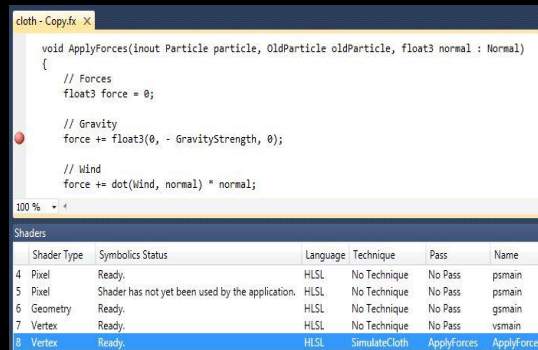 cloth - Copy.fx X
void ApplyForces(inout Particle particle, OldParticle oldParticle, float3 normal : Normal)
{
// Forces
float3 force = 0;
// Gravity
force += float3(0, - GravityStrength, 0);
// Wind
force += dot(Wind, normal) * normal;
100 %
Shaders
Shader Type Symbolics Status Language Technique Pass Name
4 Pixel Ready. HLSL No Technique No Pass psmain
5 Pixel Shader has not yet been used by the application. HLSL No Technique No Pass psmain
6 Geometry Ready. HLSL No Technique No Pass gsmain
7 Vertex Ready. HLSL No Technique No Pass vsmain
8 Vertex Ready. HLSL SimulateCloth ApplyForces ApplyForce